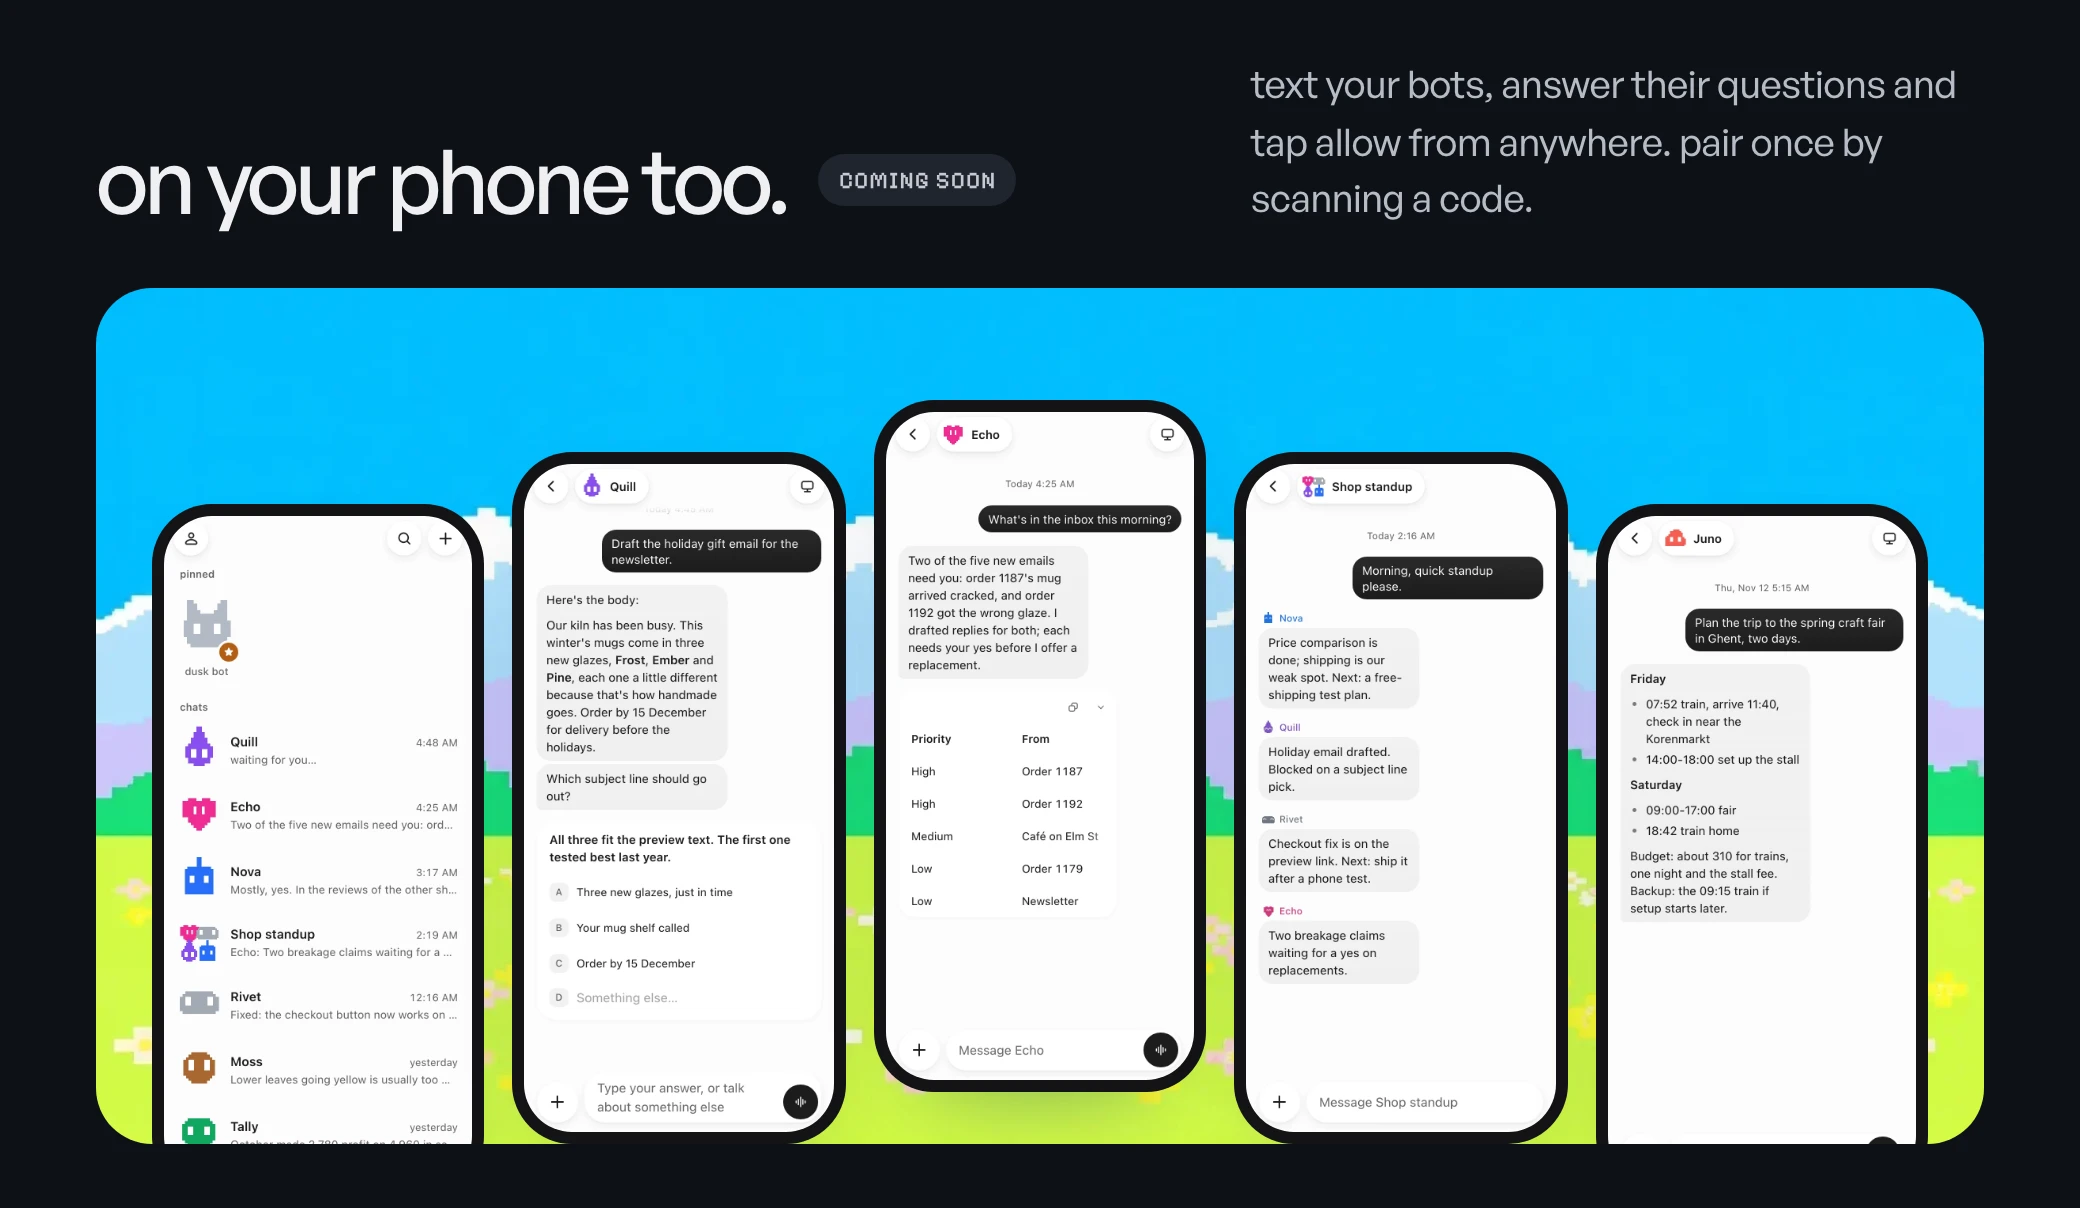 on your phone too.
COMING SOON
text your bots, answer their questions and
tap allow from anywhere. pair once by
scanning a code.
pinned
dusk bot
chats
Quill
4:48 AM
waiting for you...
Echo
4:25 AM
Two of the five new emails need you: ord...
Nova
3:17 AM
Mostly, yes. In the reviews of the other sh...
Shop standup
2:19 AM
Echo: Two breakage claims waiting for a ...
Rivet
12:16 AM
Fixed: the checkout button now works on ...
Moss
yesterday
Lower leaves going yellow is usually too ...
Tally
yesterday
Quill
Draft the holiday gift email for the
newsletter.
Here's the body:
Our kiln has been busy. This
winter's mugs come in three
new glazes, Frost, Ember and
Pine, each one a little different
because that's how handmade
goes. Order by 15 December
for delivery before the
holidays.
Which subject line should go
out?
All three fit the preview text. The first one
tested best last year.
A Three new glazes, just in time
B Your mug shelf called
C Order by 15 December
D Something else...
Type your answer, or talk
about something else
Echo
Today 4:25 AM
What's in the inbox this morning?
Two of the five new emails
need you: order 1187's mug
arrived cracked, and order
1192 got the wrong glaze. I
drafted replies for both; each
needs your yes before I offer a
replacement.
Priority From
High Order 1187
High Order 1192
Medium Café on Elm St
Low Order 1179
Low Newsletter
Message Echo
Shop standup
Today 2:16 AM
Morning, quick standup
please.
Nova
Price comparison is
done; shipping is our
weak spot. Next: a free-
shipping test plan.
Quill
Holiday email drafted.
Blocked on a subject line
pick.
Rivet
Checkout fix is on the
preview link. Next: ship it
after a phone test.
Echo
Two breakage claims
waiting for a yes on
replacements.
Message Shop standup
Juno
Thu, Nov 12 5:15 AM
Plan the trip to the spring craft fair
in Ghent, two days.
Friday
• 07:52 train, arrive 11:40,
check in near the
Korenmarkt
• 14:00-18:00 set up the stall
Saturday
• 09:00-17:00 fair
• 18:42 train home
Budget: about 310 for trains,
one night and the stall fee.
Backup: the 09:15 train if
setup starts later.